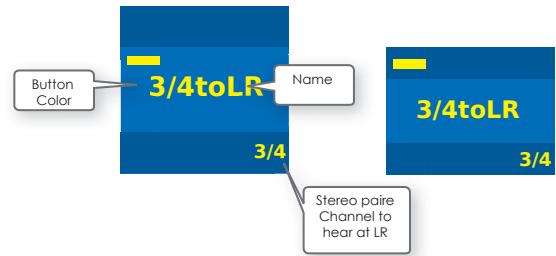 Button
Color
3/4toLR
Name
3/4
Stereo paire
Channel to
hear at LR
3/4toLR
3/4